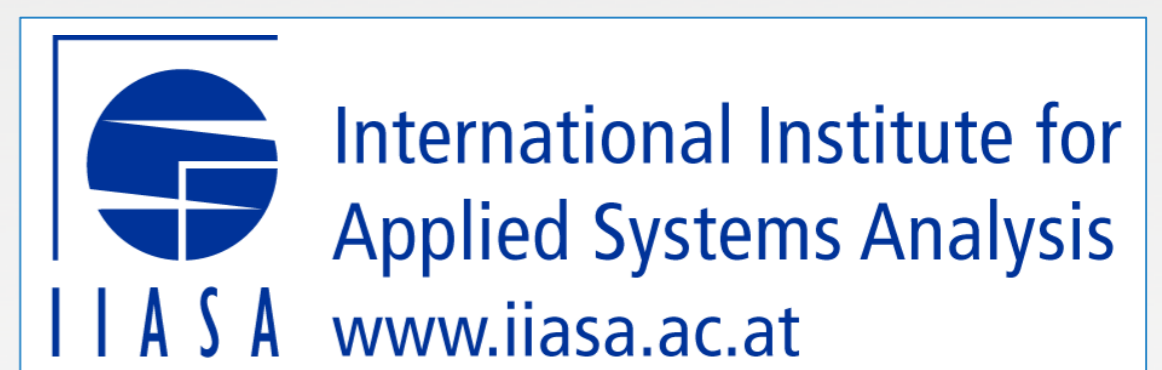 International Institute for
Applied Systems Analysis
IIASA
www.iiasa.ac.at